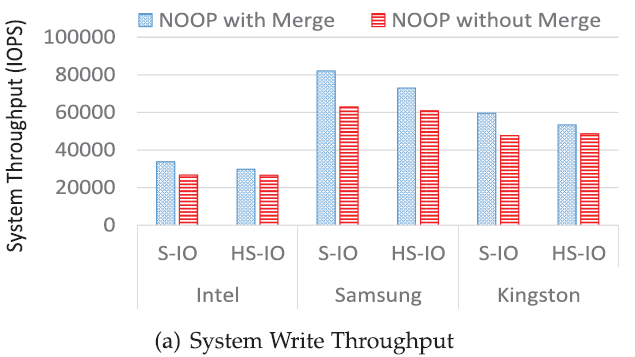 NOOP with Merge NOOP without Merge
System Throughput (IOPS)
100000
80000
60000
40000
20000
0
S-IO HS-IO S-IO HS-IO S-IO HS-IO
Intel Samsung Kingston
(a) System Write Throughput